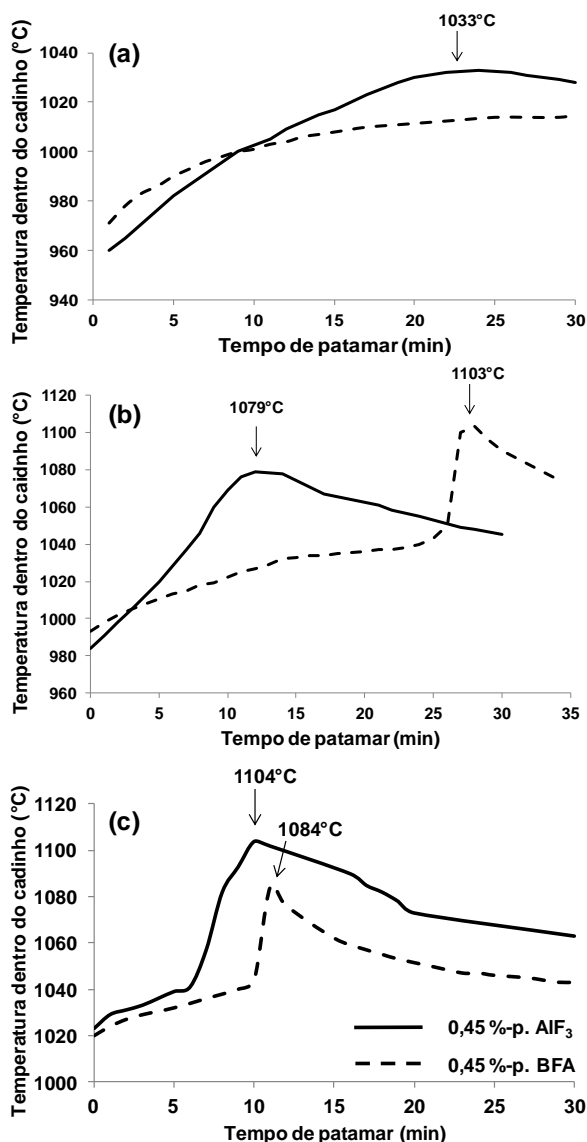 1033°C
(a)
Temperatura dentro do cadinho (°C)
1040
1020
1000
980
960
940
0 5 10 15 20 25 30
Tempo de patamar (min)
1103°C
(b)
1079°C
Temperatura dentro do caidnho (°C)
1120
1100
1080
1060
1040
1020
1000
980
960
0 5 10 15 20 25 30 35
Tempo de patamar (min)
1104°C
(c)
1084°C
Temperatura dentro do cadinho (°C)
1120
1100
1080
1060
1040
1020
1000
0,45 %-p. AlF₃
0,45 %-p. BFA
0 5 10 15 20 25 30
Tempo de patamar (min)